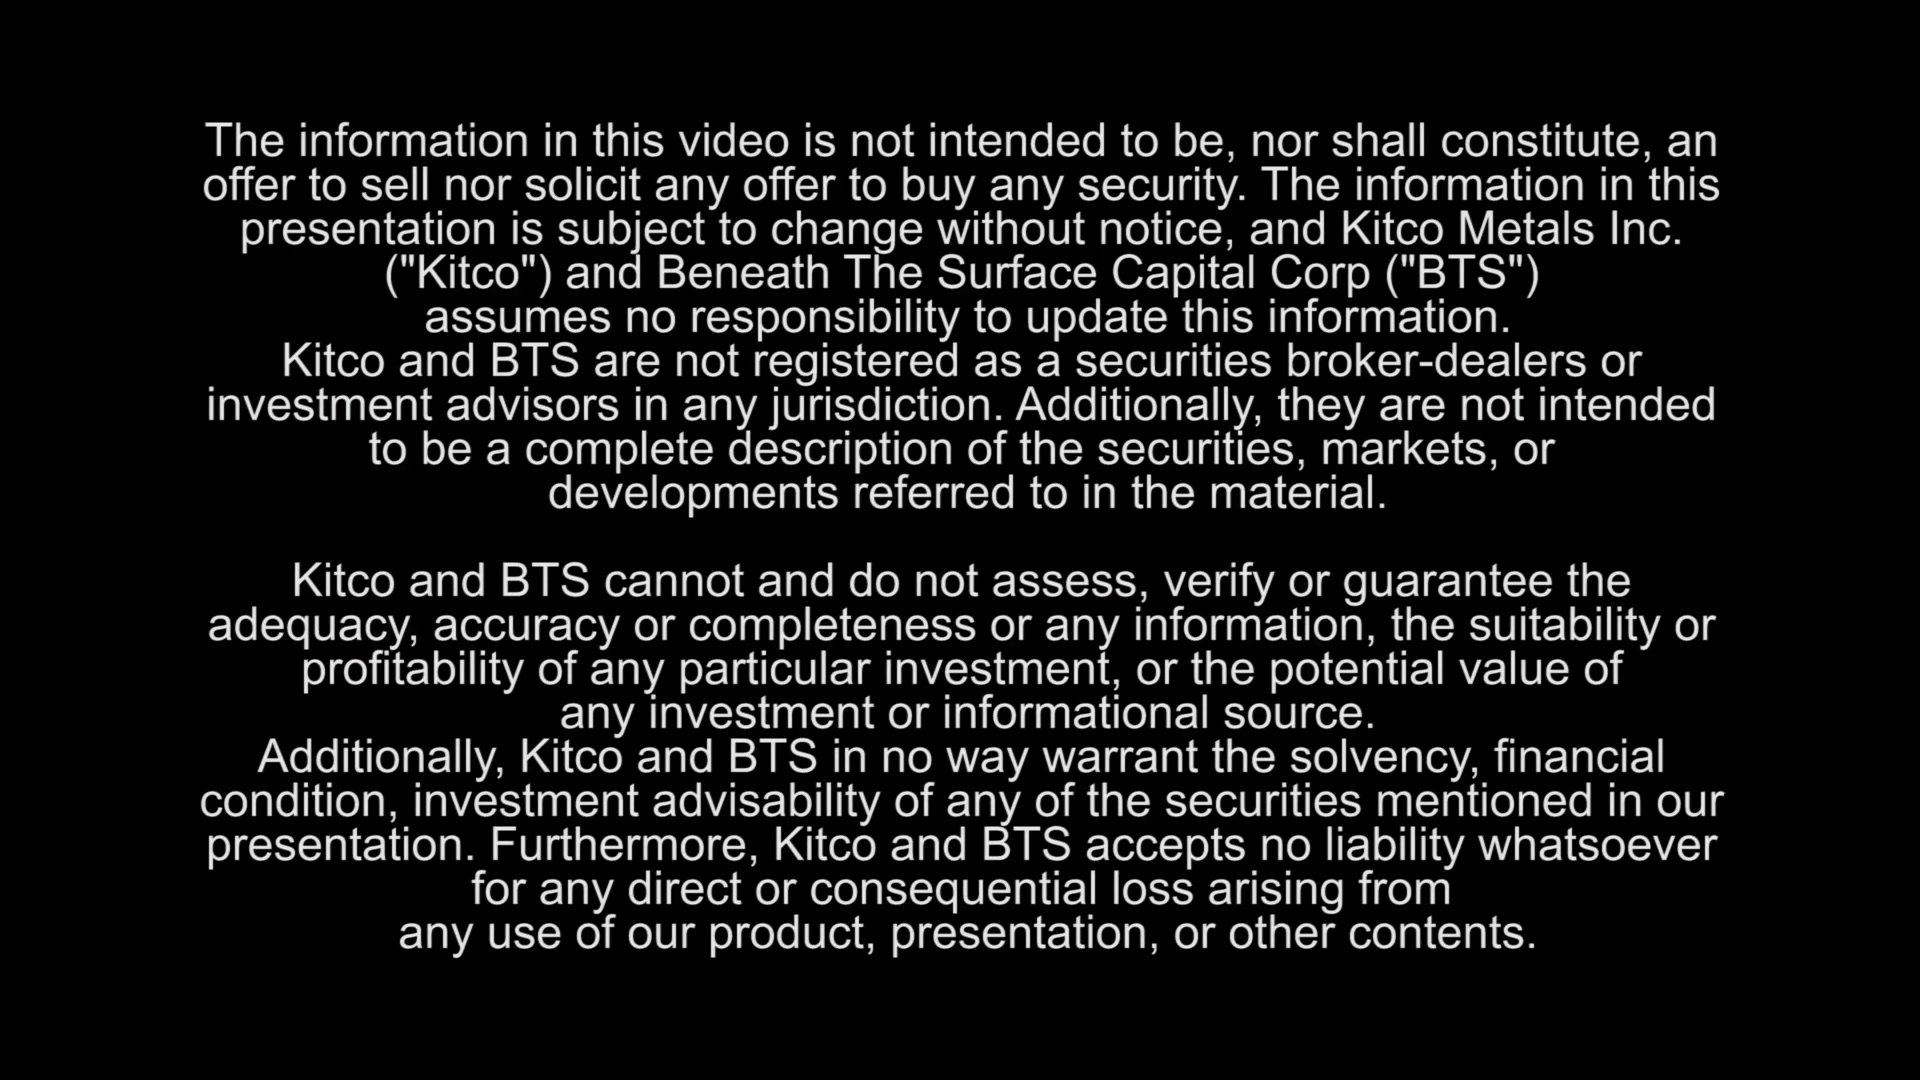 The information in this video is not intended to be, nor shall constitute, an
offer to sell nor solicit any offer to buy any security. The information in this
presentation is subject to change without notice, and Kitco Metals Inc.
("Kitco") and Beneath The Surface Capital Corp ("BTS")
assumes no responsibility to update this information.
Kitco and BTS are not registered as a securities broker-dealers or
investment advisors in any jurisdiction. Additionally, they are not intended
to be a complete description of the securities, markets, or
developments referred to in the material.
Kitco and BTS cannot and do not assess, verify or guarantee the
adequacy, accuracy or completeness or any information, the suitability or
profitability of any particular investment, or the potential value of
any investment or informational source.
Additionally, Kitco and BTS in no way warrant the solvency, financial
condition, investment advisability of any of the securities mentioned in our
presentation. Furthermore, Kitco and BTS accepts no liability whatsoever
for any direct or consequential loss arising from
any use of our product, presentation, or other contents.